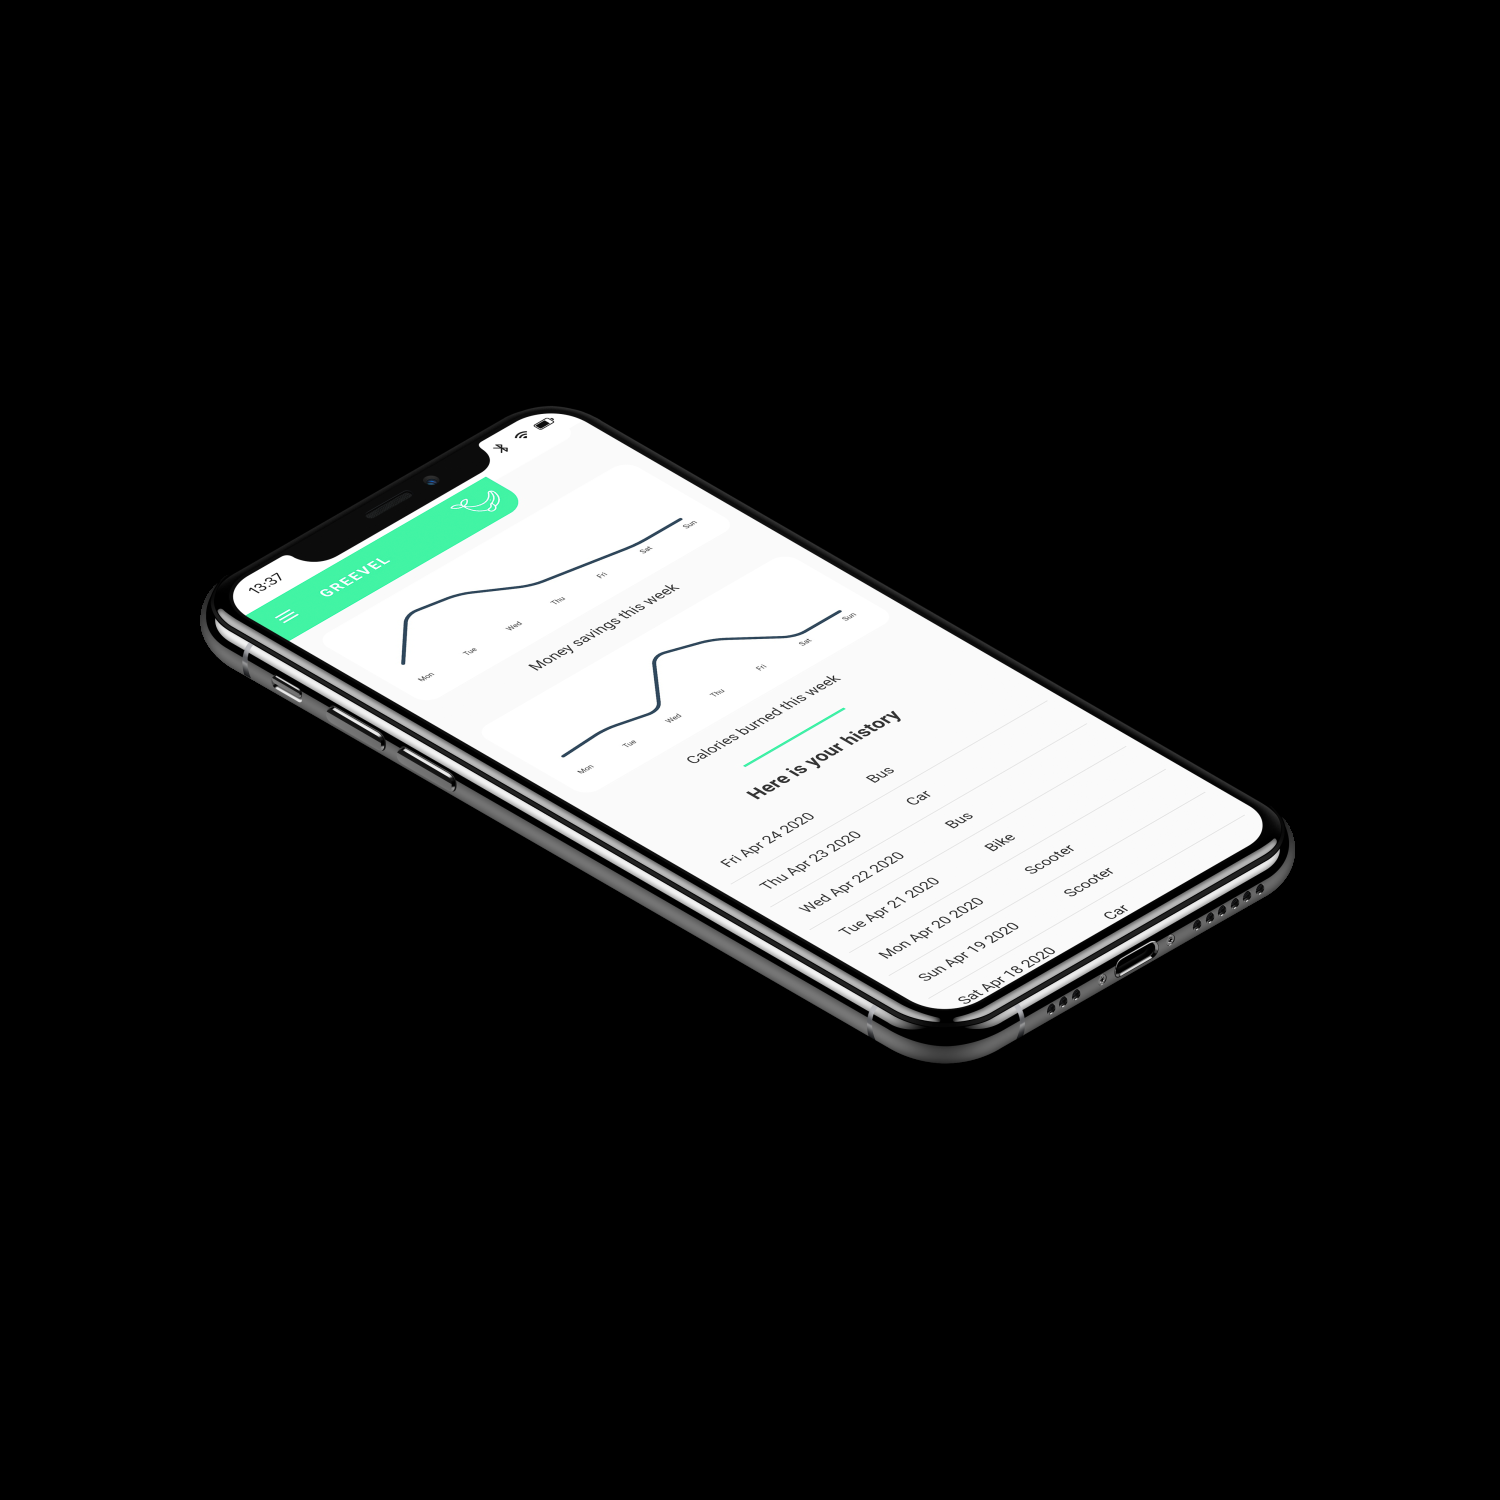 13:37
GREEVEL
Mon Tue Wed Thu Fri Sat Sun
Money savings this week
Mon Tue Wed Thu Fri Sat Sun
Calories burned this week
Here is your history
Fri Apr 24 2020 Bus
Thu Apr 23 2020 Car
Wed Apr 22 2020 Bus
Tue Apr 21 2020 Bike
Mon Apr 20 2020 Scooter
Sun Apr 19 2020 Scooter
Sat Apr 18 2020 Car